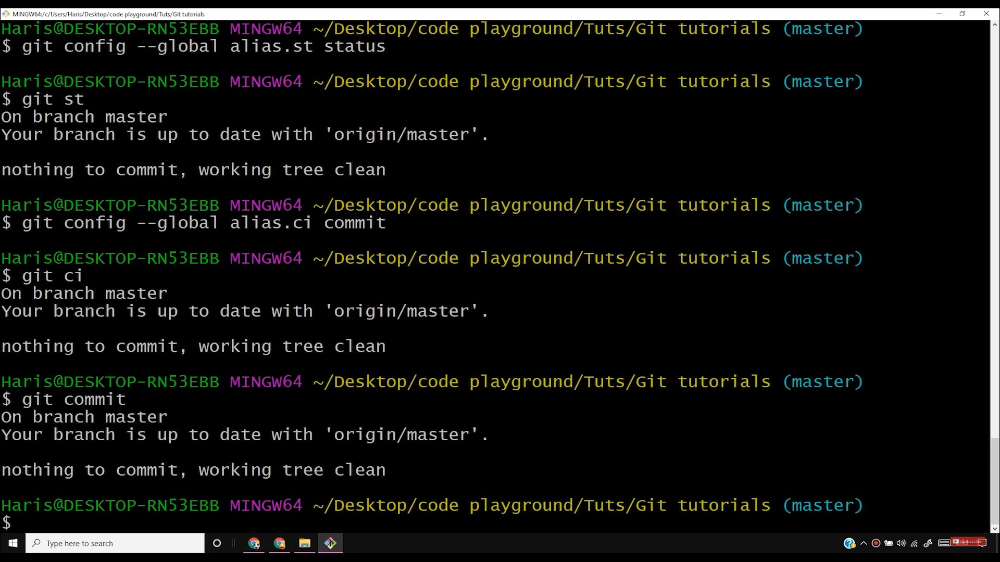 MINGW64:/c/Users/Haris/Desktop/code playground/Tuts/Git tutorials
Haris@DESKTOP-RN53EBB MINGW64 ~/Desktop/code playground/Tuts/Git tutorials (master)
$ git config --global alias.st status
Haris@DESKTOP-RN53EBB MINGW64 ~/Desktop/code playground/Tuts/Git tutorials (master)
$ git st
On branch master
Your branch is up to date with 'origin/master'.
nothing to commit, working tree clean
Haris@DESKTOP-RN53EBB MINGW64 ~/Desktop/code playground/Tuts/Git tutorials (master)
$ git config --global alias.ci commit
Haris@DESKTOP-RN53EBB MINGW64 ~/Desktop/code playground/Tuts/Git tutorials (master)
$ git ci
On branch master
Your branch is up to date with 'origin/master'.
nothing to commit, working tree clean
Haris@DESKTOP-RN53EBB MINGW64 ~/Desktop/code playground/Tuts/Git tutorials (master)
$ git commit
On branch master
Your branch is up to date with 'origin/master'.
nothing to commit, working tree clean
Haris@DESKTOP-RN53EBB MINGW64 ~/Desktop/code playground/Tuts/Git tutorials (master)
$
Type here to search
Subscribe